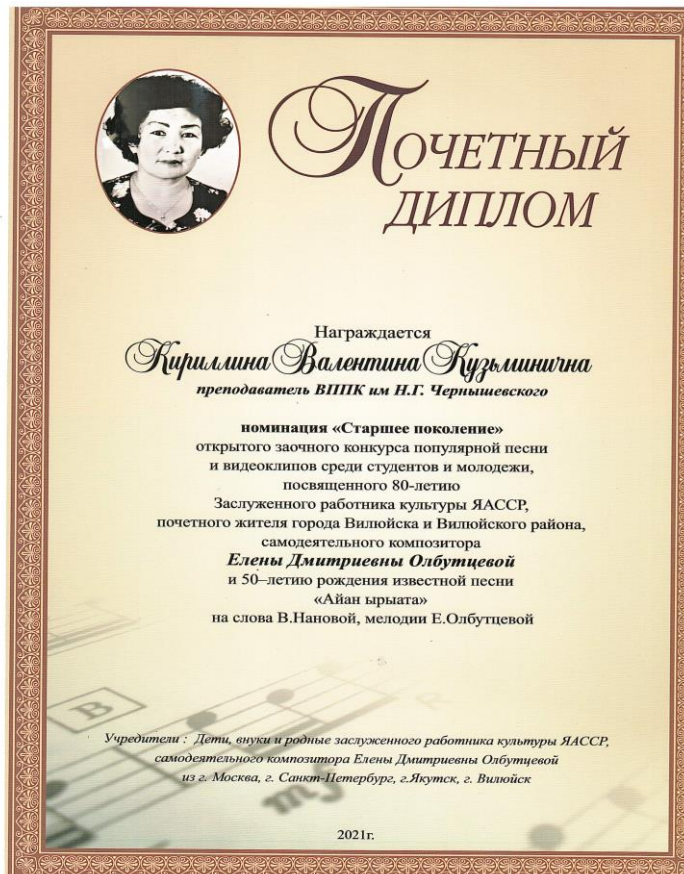 Почетный
диплом
Награждается
Кириллина Валентина Кузьминична
преподаватель ВППК им Н.Г. Чернышевского
номинация «Старшее поколение»
открытого заочного конкурса популярной песни
и видеоклипов среди студентов и молодежи,
посвященного 80-летию
Заслуженного работника культуры ЯАССР,
почетного жителя города Вилюйска и Вилюйского района,
самодеятельного композитора
Елены Дмитриевны Олбутцевой
и 50–летию рождения известной песни
«Айан ырыата»
на слова В.Нановой, мелодии Е.Олбутцевой
B
R
my
Учредители : Дети, внуки и родные заслуженного работника культуры ЯАССР,
самодеятельного композитора Елены Дмитриевны Олбутцевой
из г. Москва, г. Санкт-Петербург, г.Якутск, г. Вилюйск
2021г.